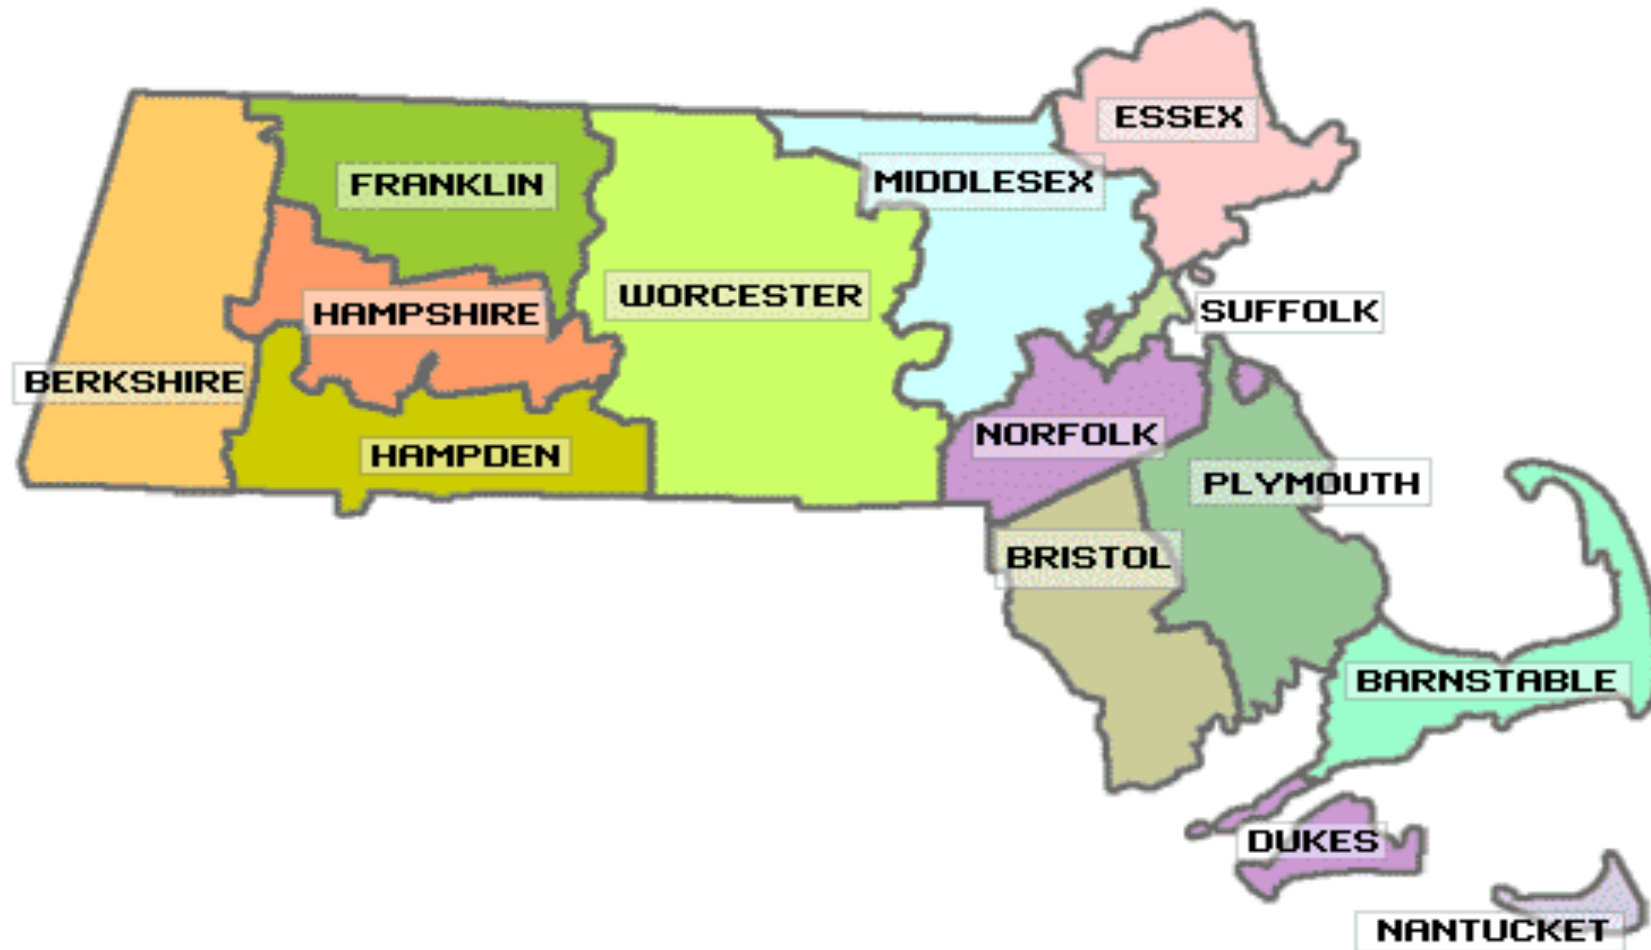 ESSEX
FRANKLIN
MIDDLESEX
HAMPSHIRE
WORCESTER
SUFFOLK
BERKSHIRE
HAMPDEN
NORFOLK
PLYMOUTH
BRISTOL
BARNSTABLE
DUKES
NANTUCKET